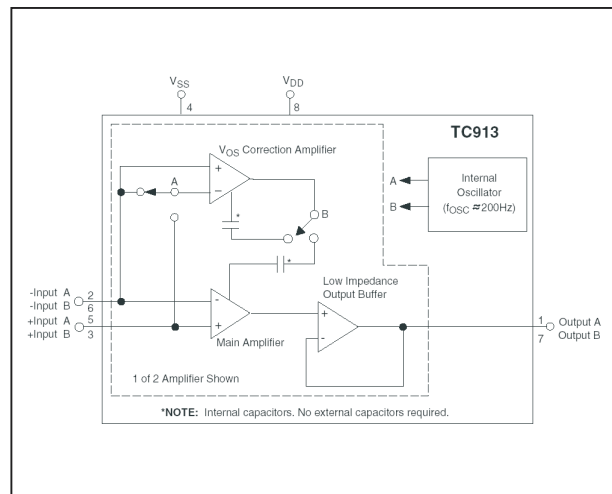 VSS
4
VDD
8
TC913
VOS Correction Amplifier
+
−
A
*
B
*
A
B
Internal
Oscillator
(fOSC ≈ 200Hz)
-Input A
-Input B
2
6
+Input A
+Input B
5
3
-
+
Main Amplifier
Low Impedance
Output Buffer
+
-
1
7
Output A
Output B
1 of 2 Amplifier Shown
*NOTE: Internal capacitors. No external capacitors required.